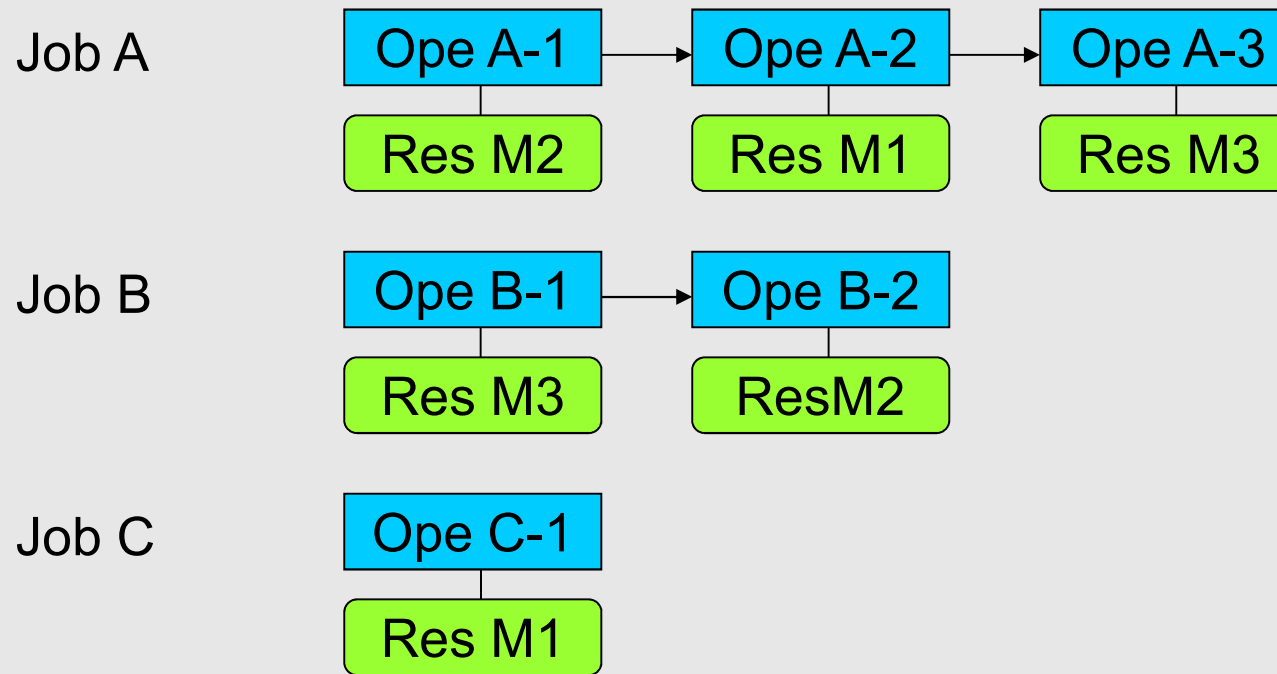 Job A
Ope A-1
Ope A-2
Ope A-3
Res M2
Res M1
Res M3
Job B
Ope B-1
Ope B-2
Res M3
ResM2
Job C
Ope C-1
Res M1